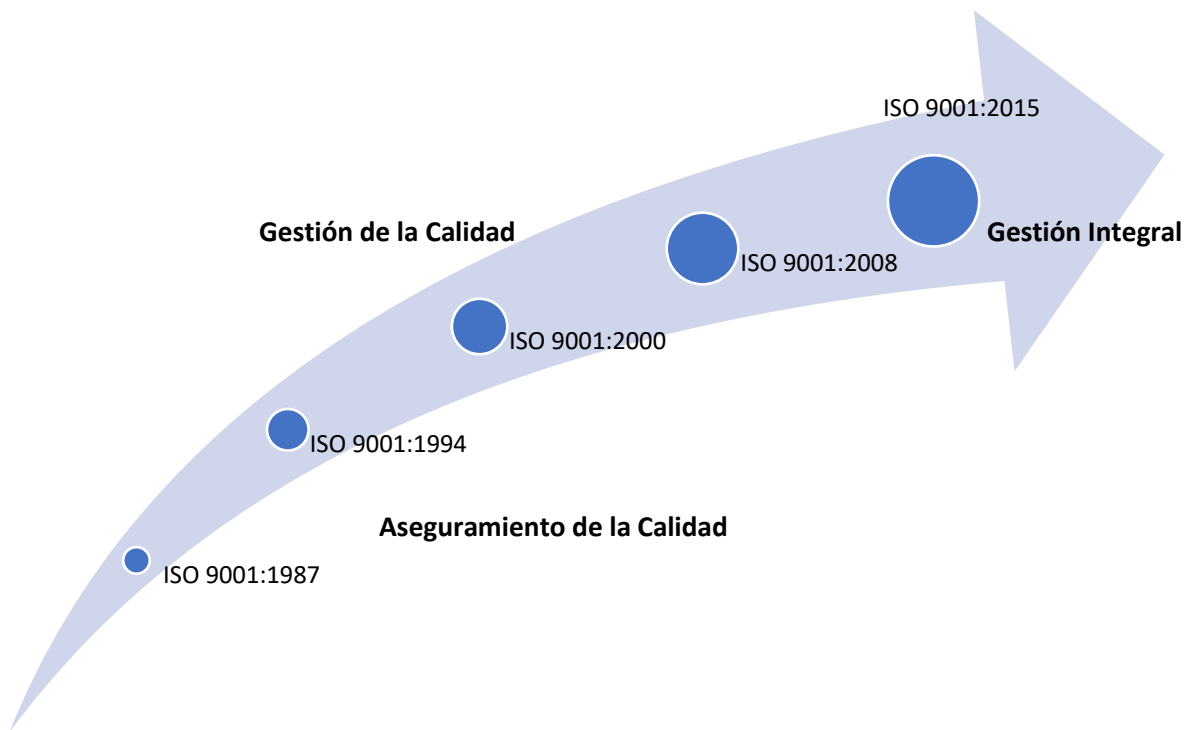 ISO 9001:2015
Gestión de la Calidad
Gestión Integral
ISO 9001:2008
ISO 9001:2000
ISO 9001:1994
Aseguramiento de la Calidad
ISO 9001:1987